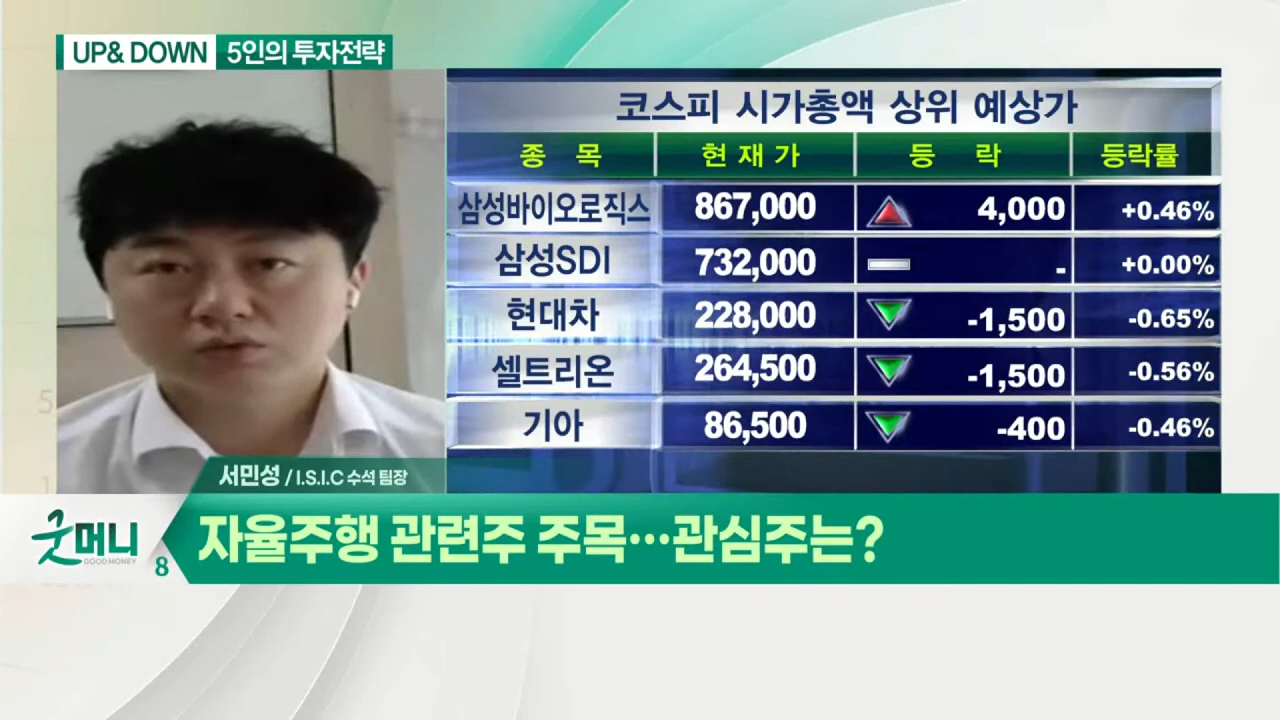 UP& DOWN 5인의 투자전략
코스피 시가총액 상위 예상가
종 목 현 재 가 등 락 등락률
삼성바이오로직스 867,000 4,000 +0.46%
삼성SDI 732,000 - +0.00%
현대차 228,000 -1,500 -0.65%
셀트리온 264,500 -1,500 -0.56%
기아 86,500 -400 -0.46%
5
1
서민성 / I.S.I.C 수석 팀장
굿머니
GOOD MONEY
8
자율주행 관련주 주목…관심주는?